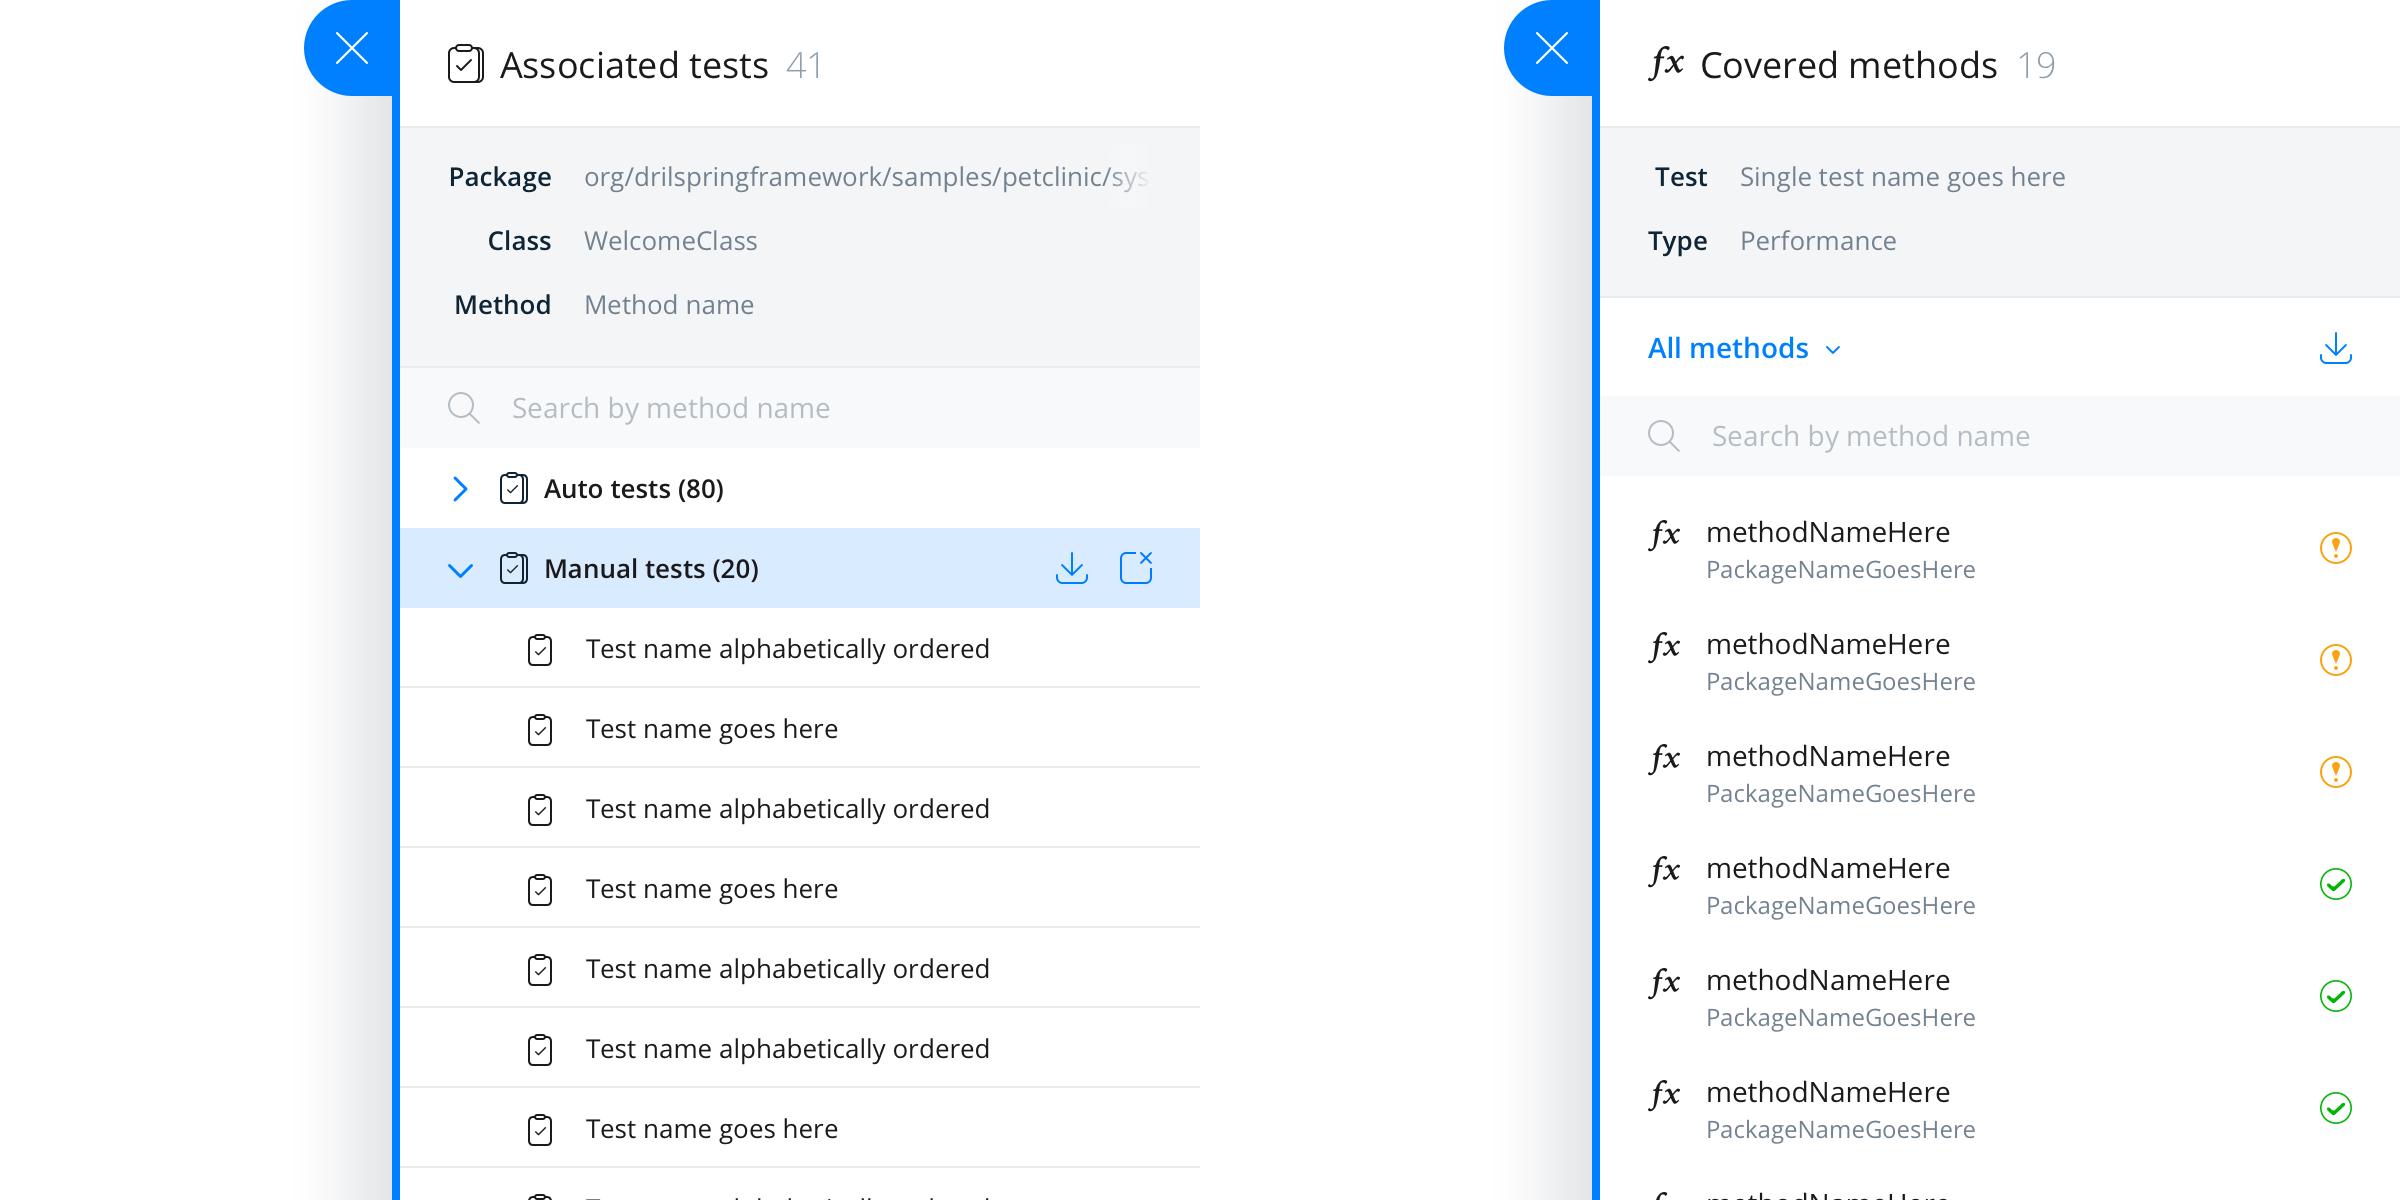 Associated tests 41
Package org/drilspringframework/samples/petclinic/sys
Class WelcomeClass
Method Method name
Search by method name
Auto tests (80)
Manual tests (20)
Test name alphabetically ordered
Test name goes here
Test name alphabetically ordered
Test name goes here
Test name alphabetically ordered
Test name alphabetically ordered
Test name goes here
fx Covered methods 19
Test Single test name goes here
Type Performance
All methods
Search by method name
fx methodNameHere
PackageNameGoesHere
fx methodNameHere
PackageNameGoesHere
fx methodNameHere
PackageNameGoesHere
fx methodNameHere
PackageNameGoesHere
fx methodNameHere
PackageNameGoesHere
fx methodNameHere
PackageNameGoesHere